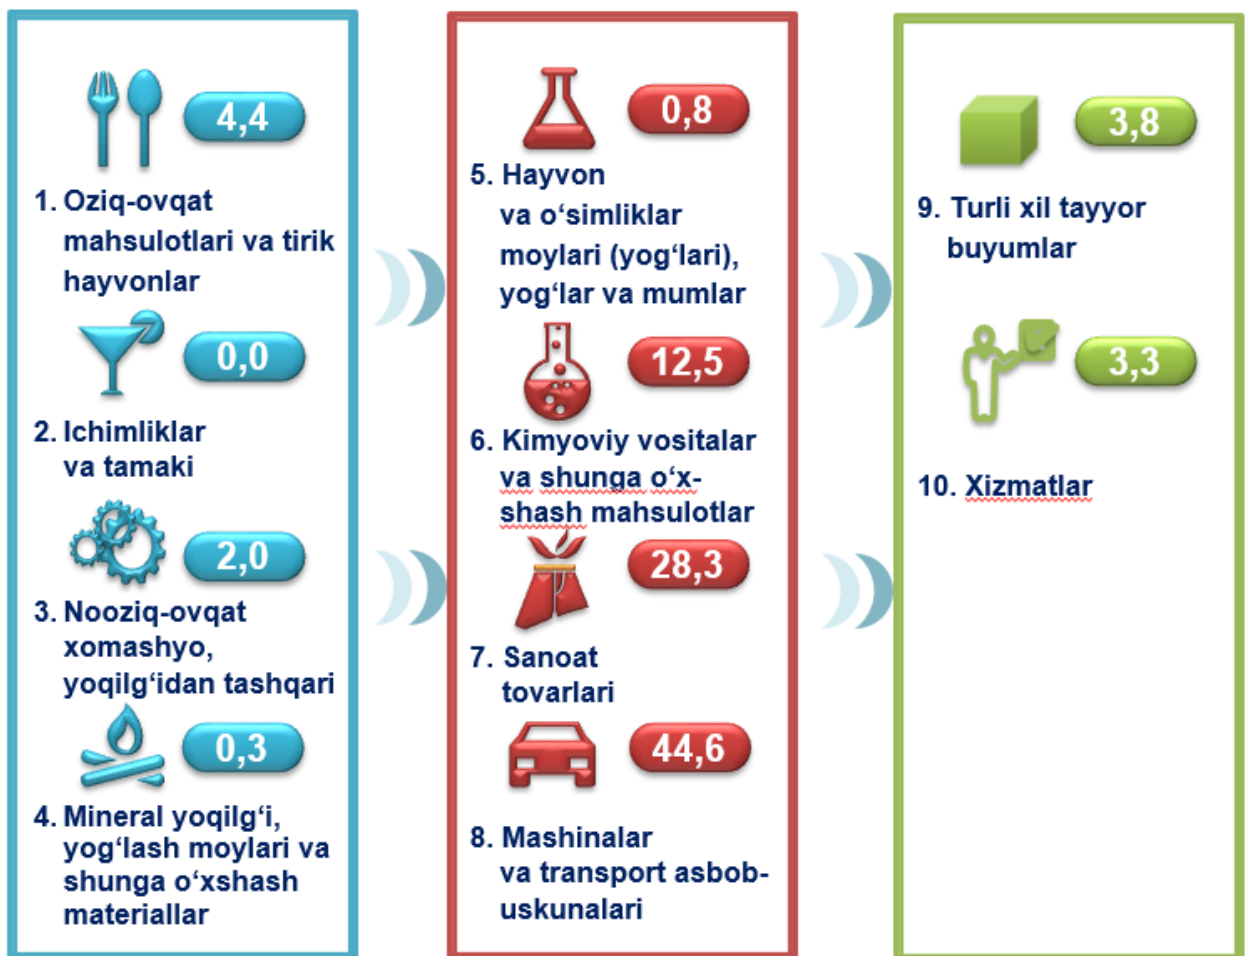 4,4
1. Oziq-ovqat
mahsulotlari va tirik
hayvonlar
0,0
2. Ichimliklar
va tamaki
2,0
3. Nooziq-ovqat
xomashyo,
yoqilg‘idan tashqari
0,3
4. Mineral yoqilg‘i,
yog‘lash moylari va
shunga o‘xshash
materiallar
0,8
5. Hayvon
va o‘simliklar
moylari (yog‘lari),
yog‘lar va mumlar
12,5
6. Kimyoviy vositalar
va shunga o‘x-
shash mahsulotlar
28,3
7. Sanoat
tovarlari
44,6
8. Mashinalar
va transport asbob-
uskunalari
3,8
9. Turli xil tayyor
buyumlar
3,3
10. Xizmatlar